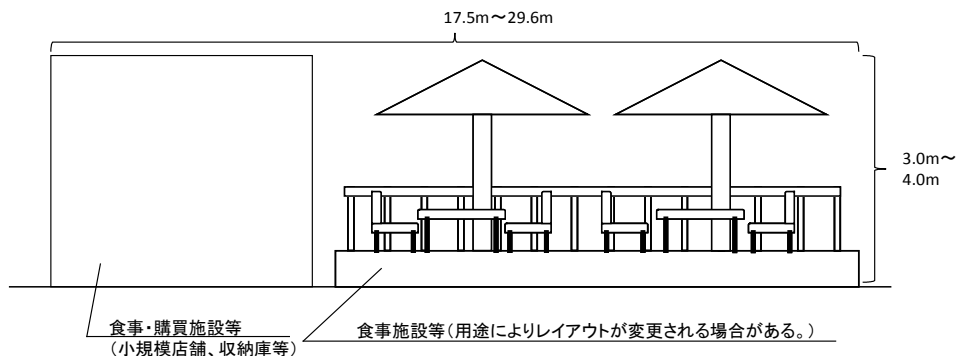 17.5m～29.6m
3.0m～
4.0m
食事・購買施設等
（小規模店舗、収納庫等）
食事施設等（用途によりレイアウトが変更される場合がある。）